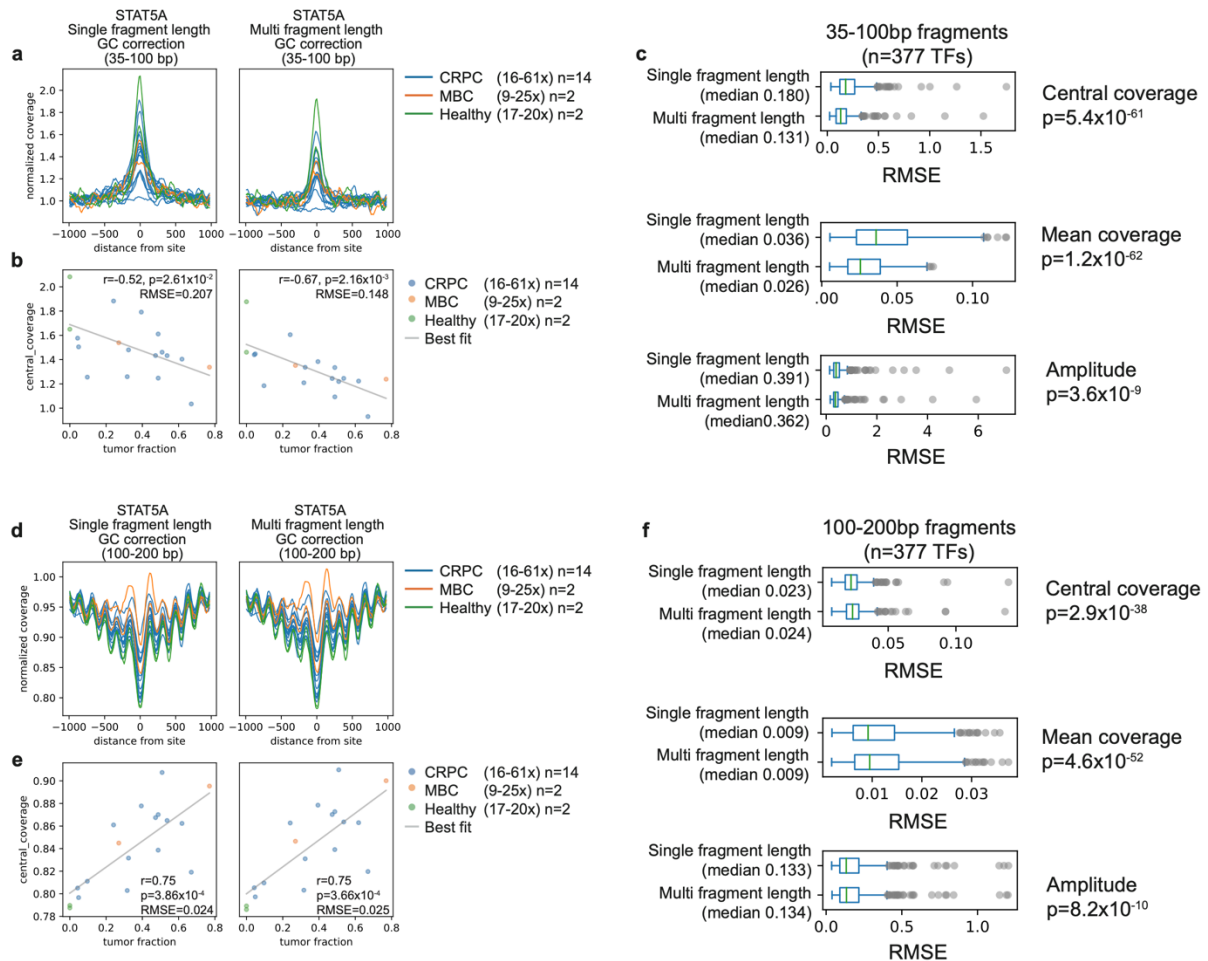 a
STAT5A
Single fragment length
GC correction
(35-100 bp)
STAT5A
Multi fragment length
GC correction
(35-100 bp)
normalized coverage
2.0
1.8
1.6
1.4
1.2
1.0
−1000 −500 0 500 1000
distance from site
−1000 −500 0 500 1000
distance from site
CRPC (16-61x) n=14
MBC (9-25x) n=2
Healthy (17-20x) n=2
b
central_coverage
2.0
1.8
1.6
1.4
1.2
1.0
r=-0.52, p=2.61x10⁻²
RMSE=0.207
0.0 0.2 0.4 0.6 0.8
tumor fraction
r=-0.67, p=2.16x10⁻³
RMSE=0.148
0.0 0.2 0.4 0.6 0.8
tumor fraction
CRPC (16-61x) n=14
MBC (9-25x) n=2
Healthy (17-20x) n=2
Best fit
c
35-100bp fragments
(n=377 TFs)
Single fragment length
(median 0.180)
Multi fragment length
(median 0.131)
0.0 0.5 1.0 1.5
RMSE
Central coverage
p=5.4x10⁻⁶¹
Single fragment length
(median 0.036)
Multi fragment length
(median 0.026)
.00 0.05 0.10
RMSE
Mean coverage
p=1.2x10⁻⁶²
Single fragment length
(median 0.391)
Multi fragment length
(median0.362)
0 2 4 6
RMSE
Amplitude
p=3.6x10⁻⁹
d
STAT5A
Single fragment length
GC correction
(100-200 bp)
STAT5A
Multi fragment length
GC correction
(100-200 bp)
normalized coverage
1.00
0.95
0.90
0.85
0.80
−1000 −500 0 500 1000
distance from site
−1000 −500 0 500 1000
distance from site
CRPC (16-61x) n=14
MBC (9-25x) n=2
Healthy (17-20x) n=2
e
central_coverage
0.90
0.88
0.86
0.84
0.82
0.80
0.78
r=0.75
p=3.86x10⁻⁴
RMSE=0.024
0.0 0.2 0.4 0.6 0.8
tumor fraction
r=0.75
p=3.66x10⁻⁴
RMSE=0.025
0.0 0.2 0.4 0.6 0.8
tumor fraction
CRPC (16-61x) n=14
MBC (9-25x) n=2
Healthy (17-20x) n=2
Best fit
f
100-200bp fragments
(n=377 TFs)
Single fragment length
(median 0.023)
Multi fragment length
(median 0.024)
0.05 0.10
RMSE
Central coverage
p=2.9x10⁻³⁸
Single fragment length
(median 0.009)
Multi fragment length
(median 0.009)
0.01 0.02 0.03
RMSE
Mean coverage
p=4.6x10⁻⁵²
Single fragment length
(median 0.133)
Multi fragment length
(median 0.134)
0.0 0.5 1.0
RMSE
Amplitude
p=8.2x10⁻¹⁰